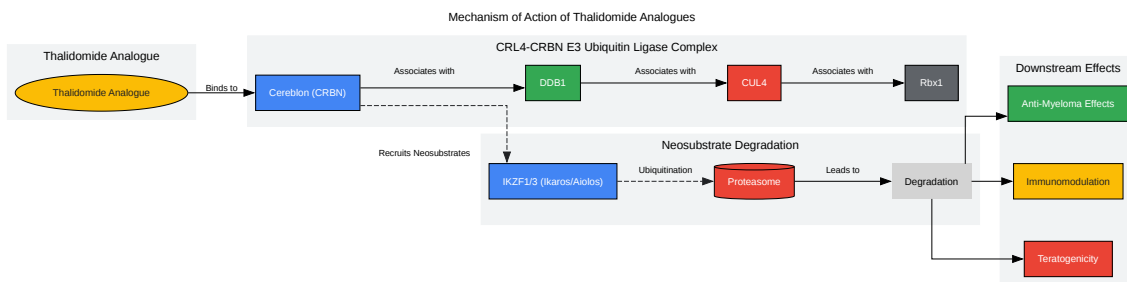 Mechanism of Action of Thalidomide Analogues
Thalidomide Analogue
Thalidomide Analogue
Binds to
CRL4-CRBN E3 Ubiquitin Ligase Complex
Cereblon (CRBN)
Associates with
DDB1
Associates with
CUL4
Associates with
Rbx1
Recruits Neosubstrates
Neosubstrate Degradation
IKZF1/3 (Ikaros/Aiolos)
Ubiquitination
Proteasome
Leads to
Degradation
Downstream Effects
Anti-Myeloma Effects
Immunomodulation
Teratogenicity